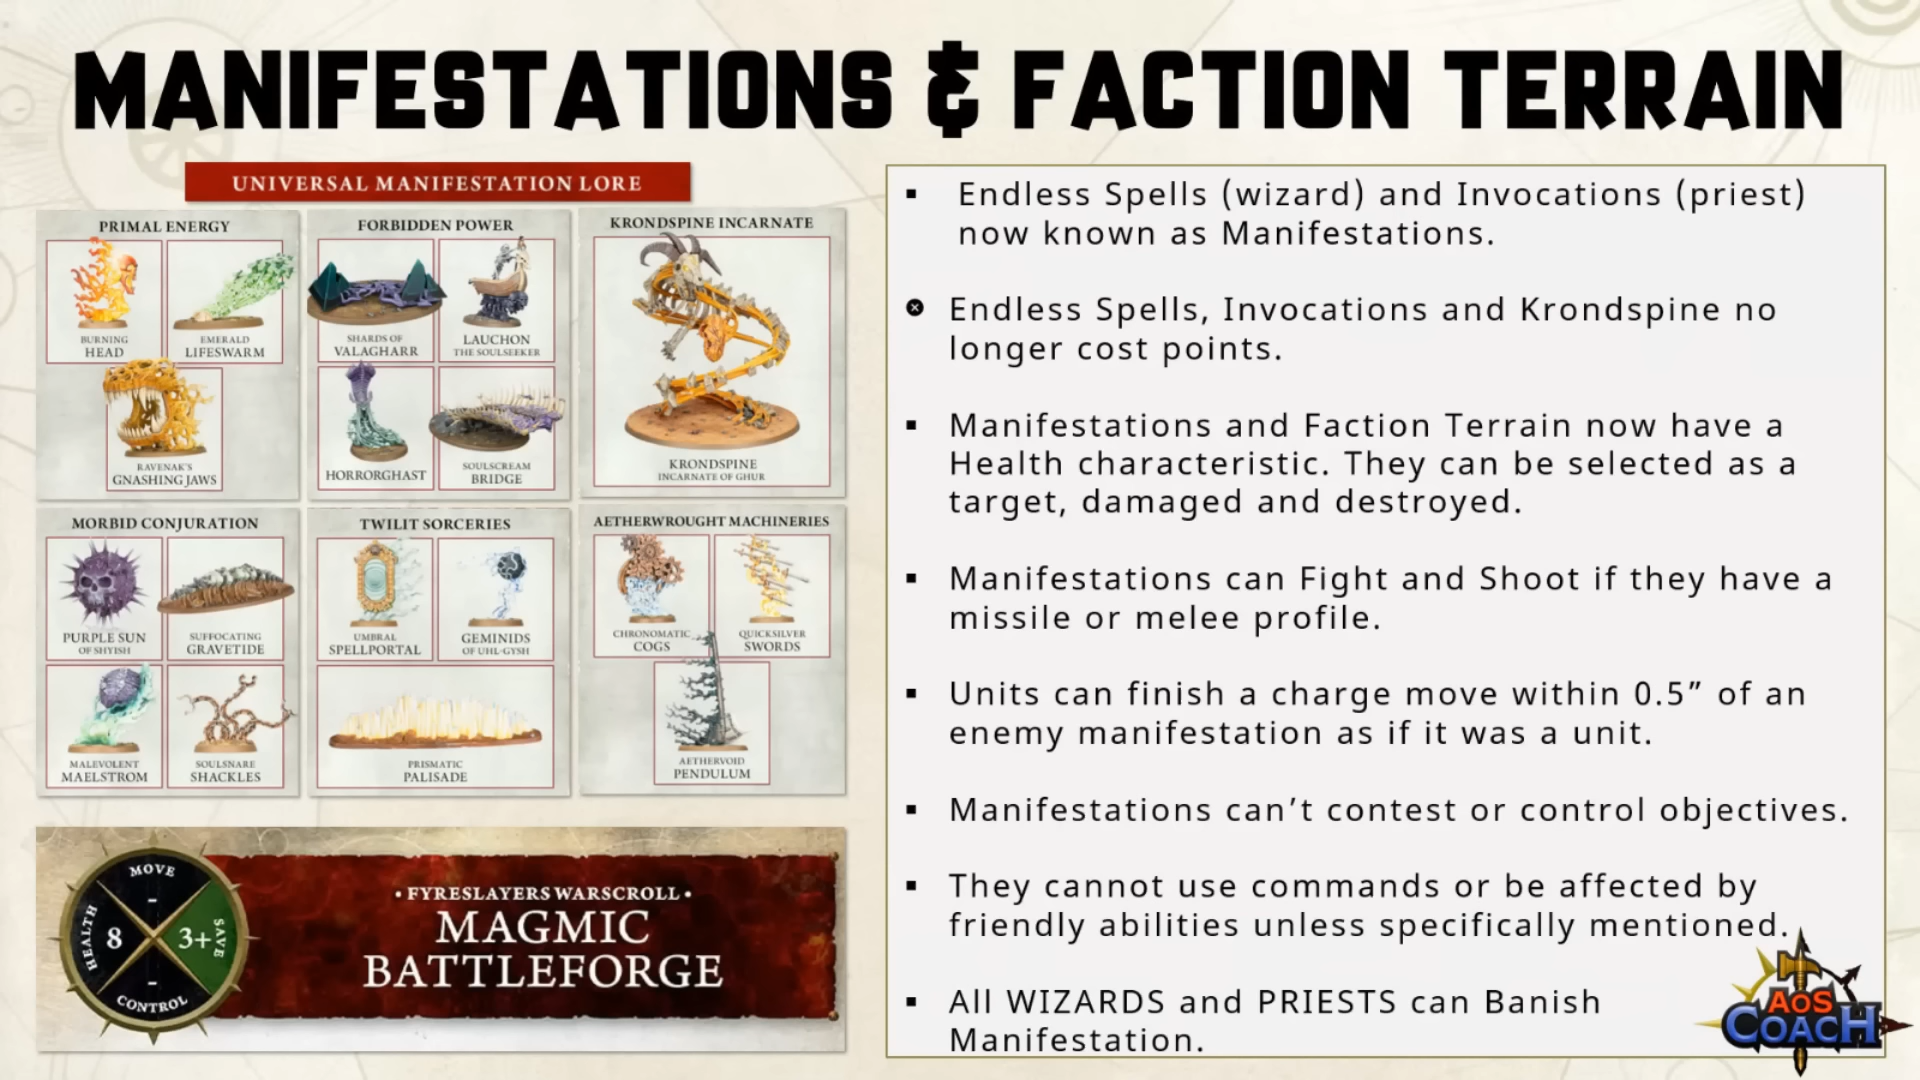 MANIFESTATIONS & FACTION TERRAIN
UNIVERSAL MANIFESTATION LORE
PRIMAL ENERGY
BURNING
HEAD
EMERALD
LIFESWARM
RAVENAK'S
GNASHING JAWS
FORBIDDEN POWER
SHARDS OF
VALAGHARR
LAUCHON
THE SOULSEEKER
HORRORGHAST
SOULSCREAM
BRIDGE
KRONDSPINE INCARNATE
KRONDSPINE
INCARNATE OF GHUR
MORBID CONJURATION
PURPLE SUN
OF SHYISH
SUFFOCATING
GRAVETIDE
MALEVOLENT
MAELSTROM
SOULSNARE
SHACKLES
TWILIT SORCERIES
UMBRAL
SPELLPORTAL
GEMINIDS
OF UHL-GYSH
PRISMATIC
PALISADE
AETHERWROUGHT MACHINERIES
CHRONOMATIC
COGS
QUICKSILVER
SWORDS
AETHERVOID
PENDULUM
MOVE
-
HEALTH
8
3+
SAVE
-
CONTROL
• FYRESLAYERS WARSCROLL •
MAGMIC
BATTLEFORGE
▪ Endless Spells (wizard) and Invocations (priest)
now known as Manifestations.
Endless Spells, Invocations and Krondspine no
longer cost points.
▪ Manifestations and Faction Terrain now have a
Health characteristic. They can be selected as a
target, damaged and destroyed.
▪ Manifestations can Fight and Shoot if they have a
missile or melee profile.
▪ Units can finish a charge move within 0.5” of an
enemy manifestation as if it was a unit.
▪ Manifestations can’t contest or control objectives.
▪ They cannot use commands or be affected by
friendly abilities unless specifically mentioned.
▪ All WIZARDS and PRIESTS can Banish
Manifestation.
AOS
COACH